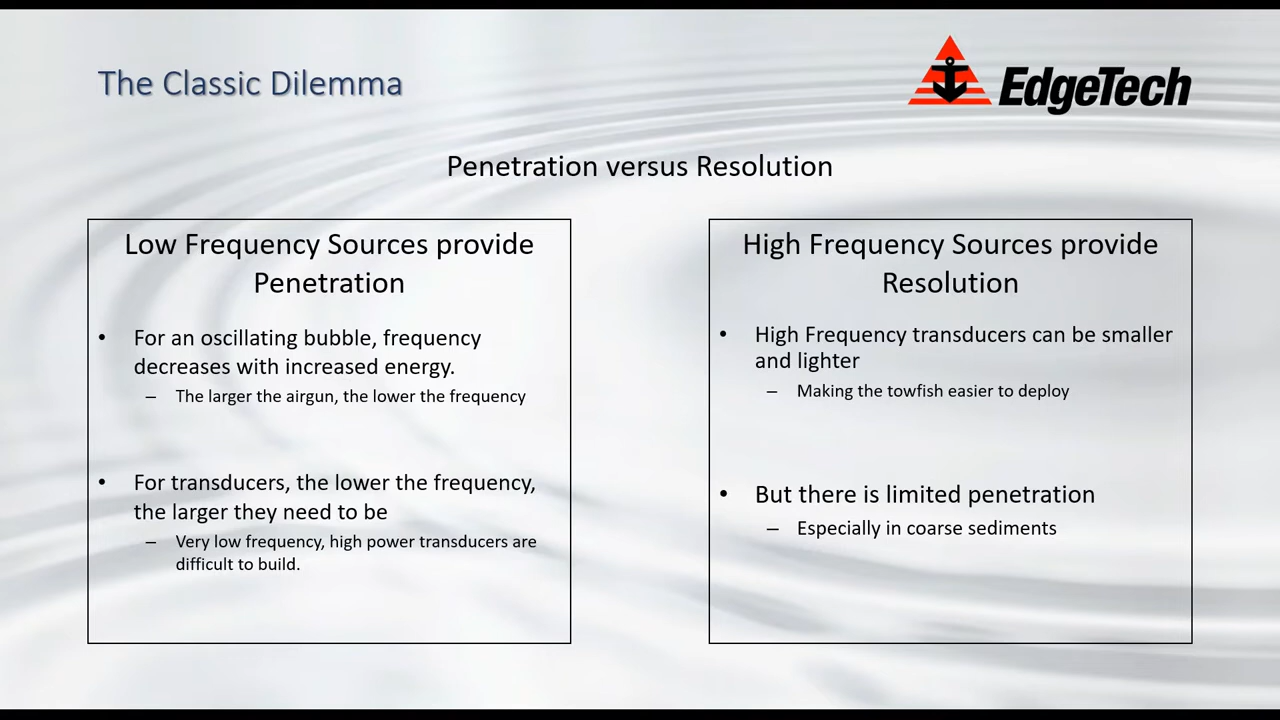 The Classic Dilemma
EdgeTech
Penetration versus Resolution
Low Frequency Sources provide
Penetration
• For an oscillating bubble, frequency
decreases with increased energy.
– The larger the airgun, the lower the frequency
• For transducers, the lower the frequency,
the larger they need to be
– Very low frequency, high power transducers are
difficult to build.
High Frequency Sources provide
Resolution
• High Frequency transducers can be smaller
and lighter
– Making the towfish easier to deploy
• But there is limited penetration
– Especially in coarse sediments